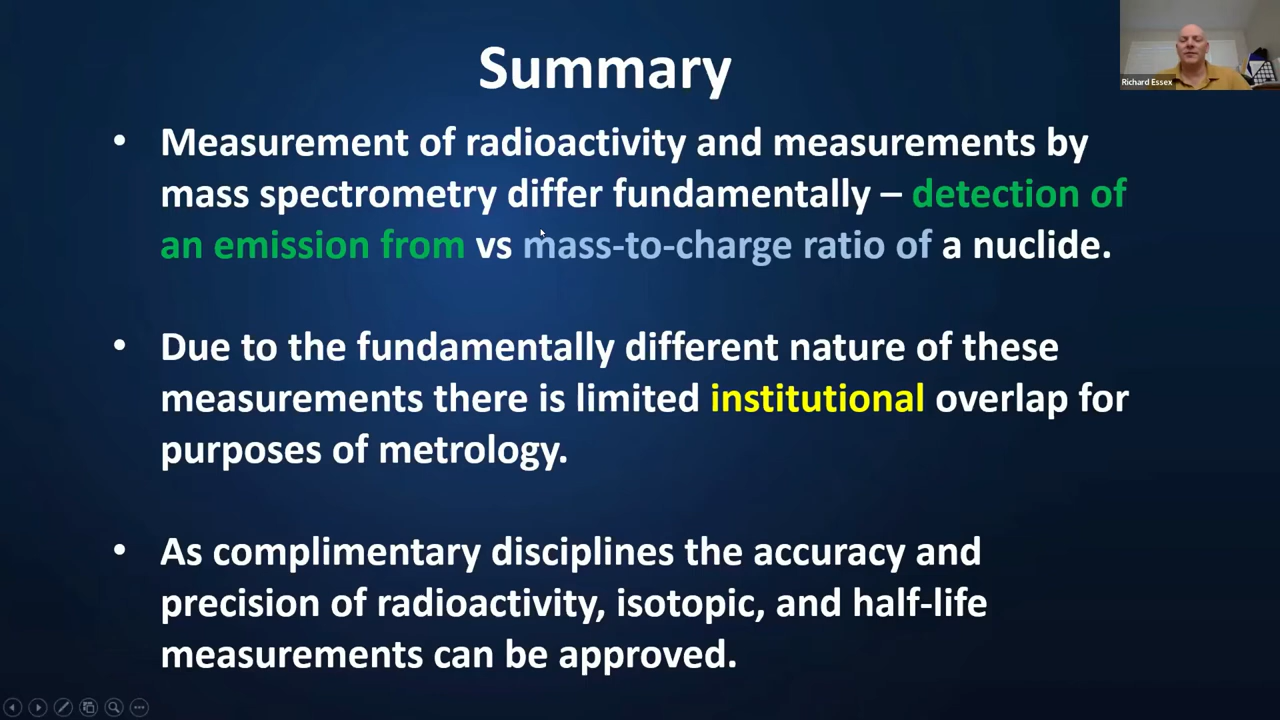 Summary
Richard Essex
• Measurement of radioactivity and measurements by
mass spectrometry differ fundamentally – detection of
an emission from vs mass-to-charge ratio of a nuclide.
• Due to the fundamentally different nature of these
measurements there is limited institutional overlap for
purposes of metrology.
• As complimentary disciplines the accuracy and
precision of radioactivity, isotopic, and half-life
measurements can be approved.